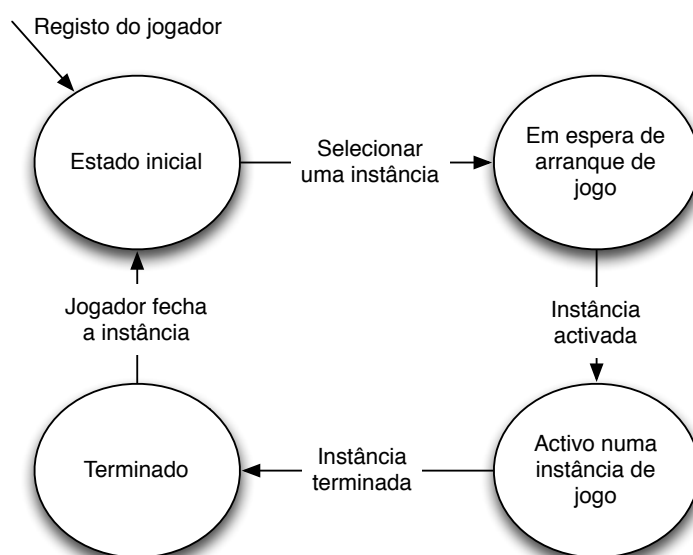 Registo do jogador
Estado inicial
Selecionar
uma instância
Em espera de
arranque de
jogo
Instância
activada
Activo numa
instância de
jogo
Instância
terminada
Terminado
Jogador fecha
a instância